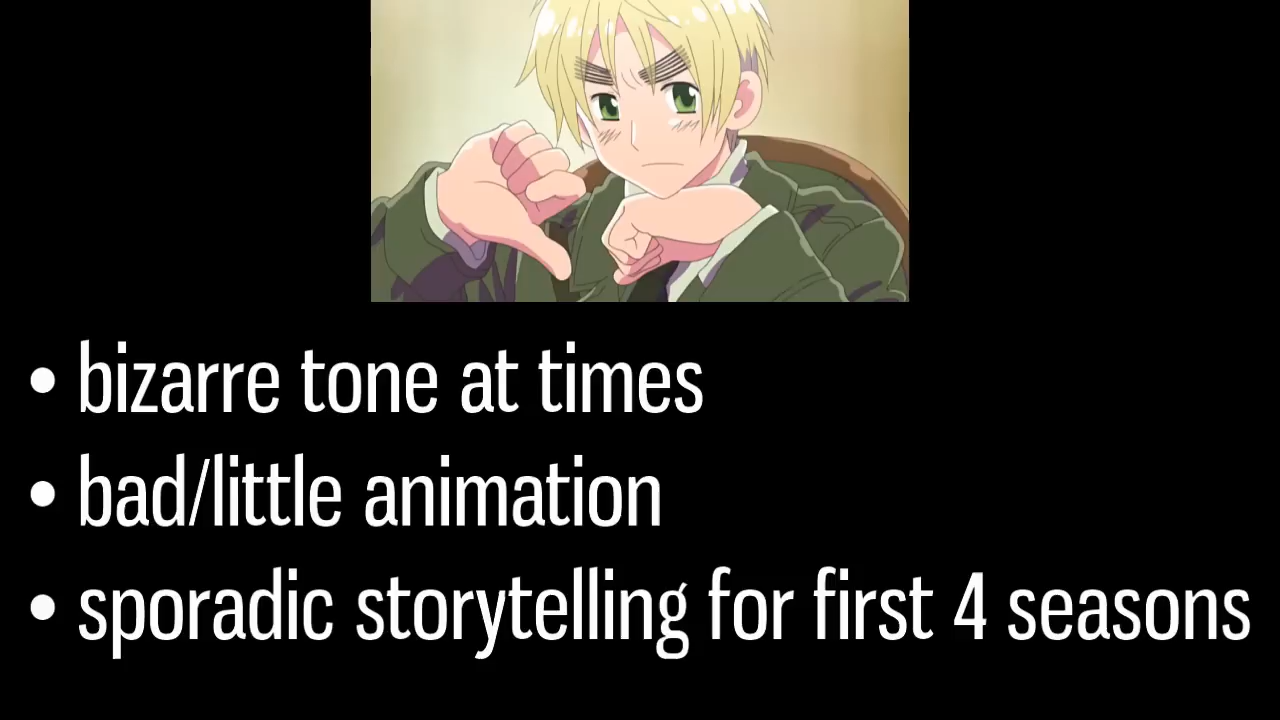 • bizarre tone at times
• bad/little animation
• sporadic storytelling for first 4 seasons